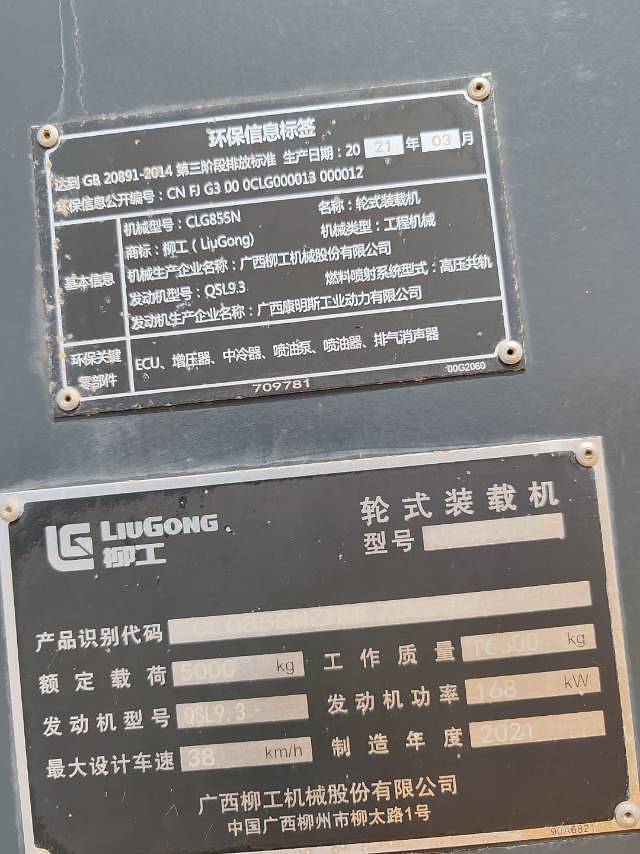 环保信息标签
达到 GB 20891-2014 第三阶段排放标准 生产日期：20 21 年 03 月
环保信息公开编号：CN FJ G3 00 0CLG000013 000012
基本信息
机械型号：CLG855N 名称：轮式装载机
商标：柳工（LiuGong） 机械类型：工程机械
机械生产企业名称：广西柳工机械股份有限公司
发动机型号：QSL9.3 燃料喷射系统型式：高压共轨
发动机生产企业名称：广西康明斯工业动力有限公司
环保关键零部件
ECU、增压器、中冷器、喷油泵、喷油器、排气消声器
709781
00G2060
LG LIUGONG 柳工
轮式装载机
型号
产品识别代码
额定载荷 5000 kg 工作质量 kg
发动机型号 QSL9.3 发动机功率 168 kW
最大设计车速 38 km/h 制造年度 2021
广西柳工机械股份有限公司
中国广西柳州市柳太路1号
90A6821